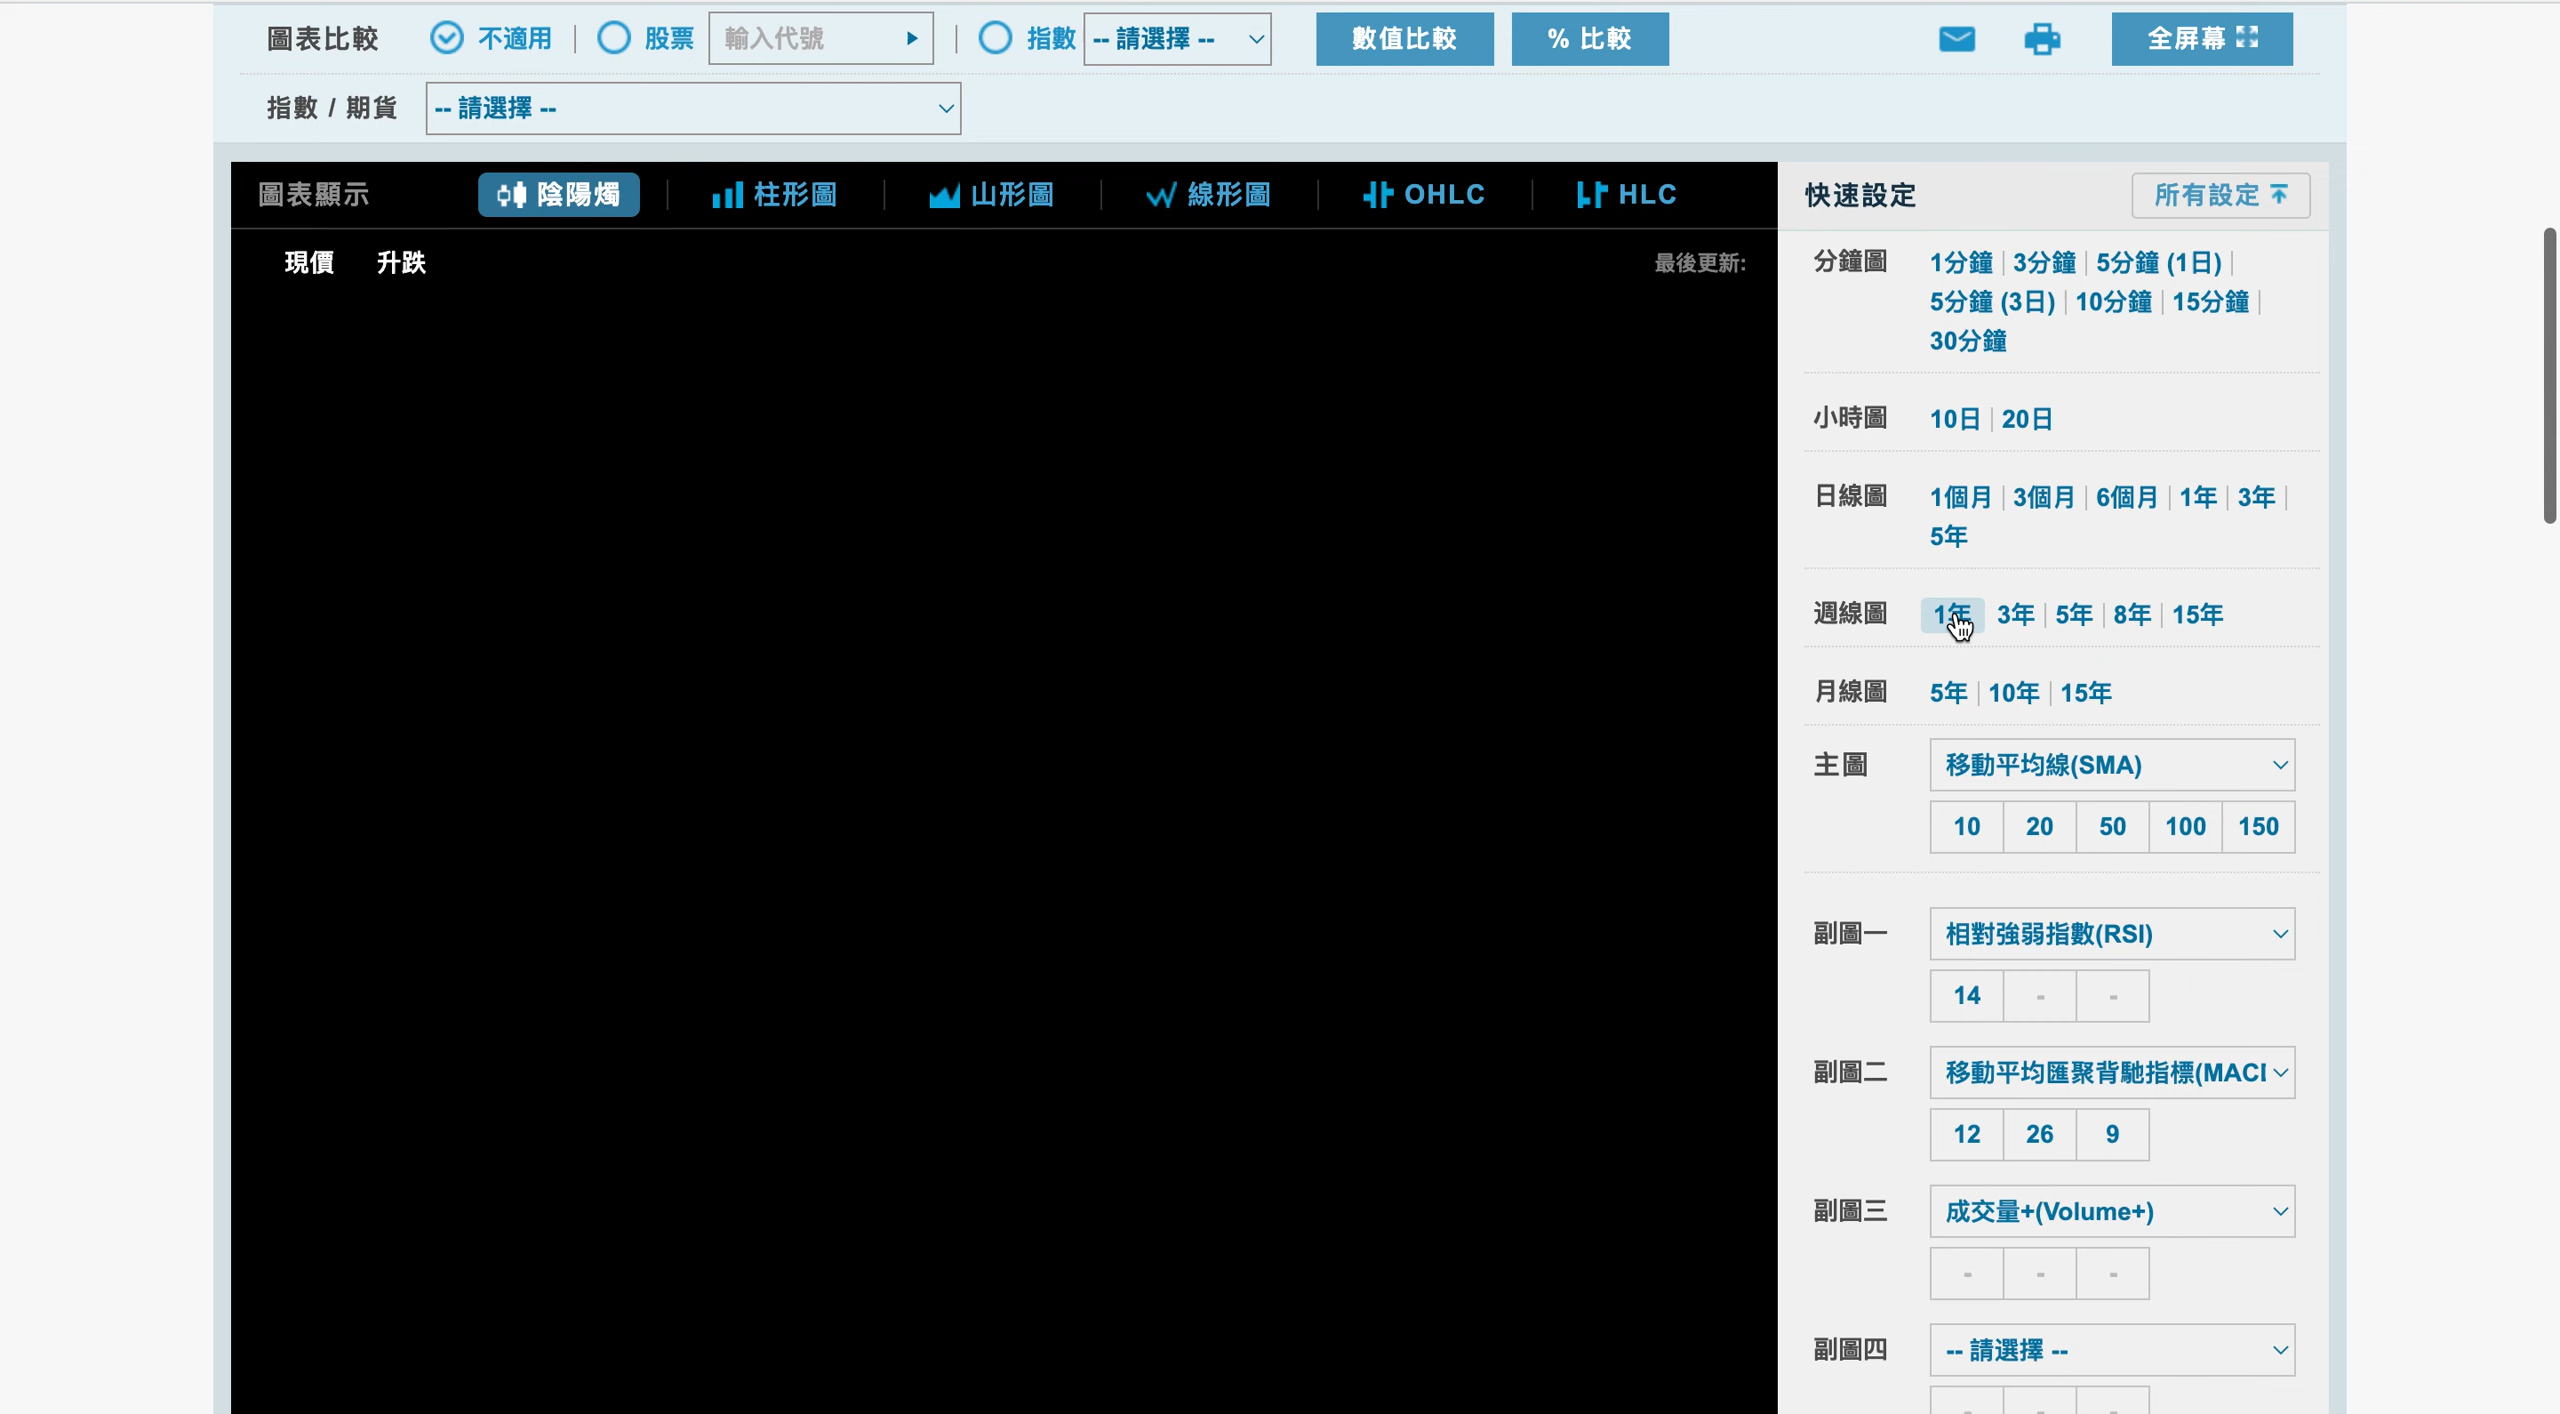 圖表比較 不適用 股票 輸入代號 指數 -- 請選擇 -- 數值比較 % 比較 全屏幕
指數 / 期貨 -- 請選擇 --
圖表顯示 陰陽燭 柱形圖 山形圖 線形圖 OHLC HLC
現價 升跌 最後更新:
快速設定 所有設定
分鐘圖 1分鐘 3分鐘 5分鐘 (1日)
5分鐘 (3日) 10分鐘 15分鐘
30分鐘
小時圖 10日 20日
日線圖 1個月 3個月 6個月 1年 3年
5年
週線圖 1年 3年 5年 8年 15年
月線圖 5年 10年 15年
主圖 移動平均線(SMA)
10 20 50 100 150
副圖一 相對強弱指數(RSI)
14 - -
副圖二 移動平均匯聚背馳指標(MACD
12 26 9
副圖三 成交量+(Volume+)
- - -
副圖四 -- 請選擇 --
- - -